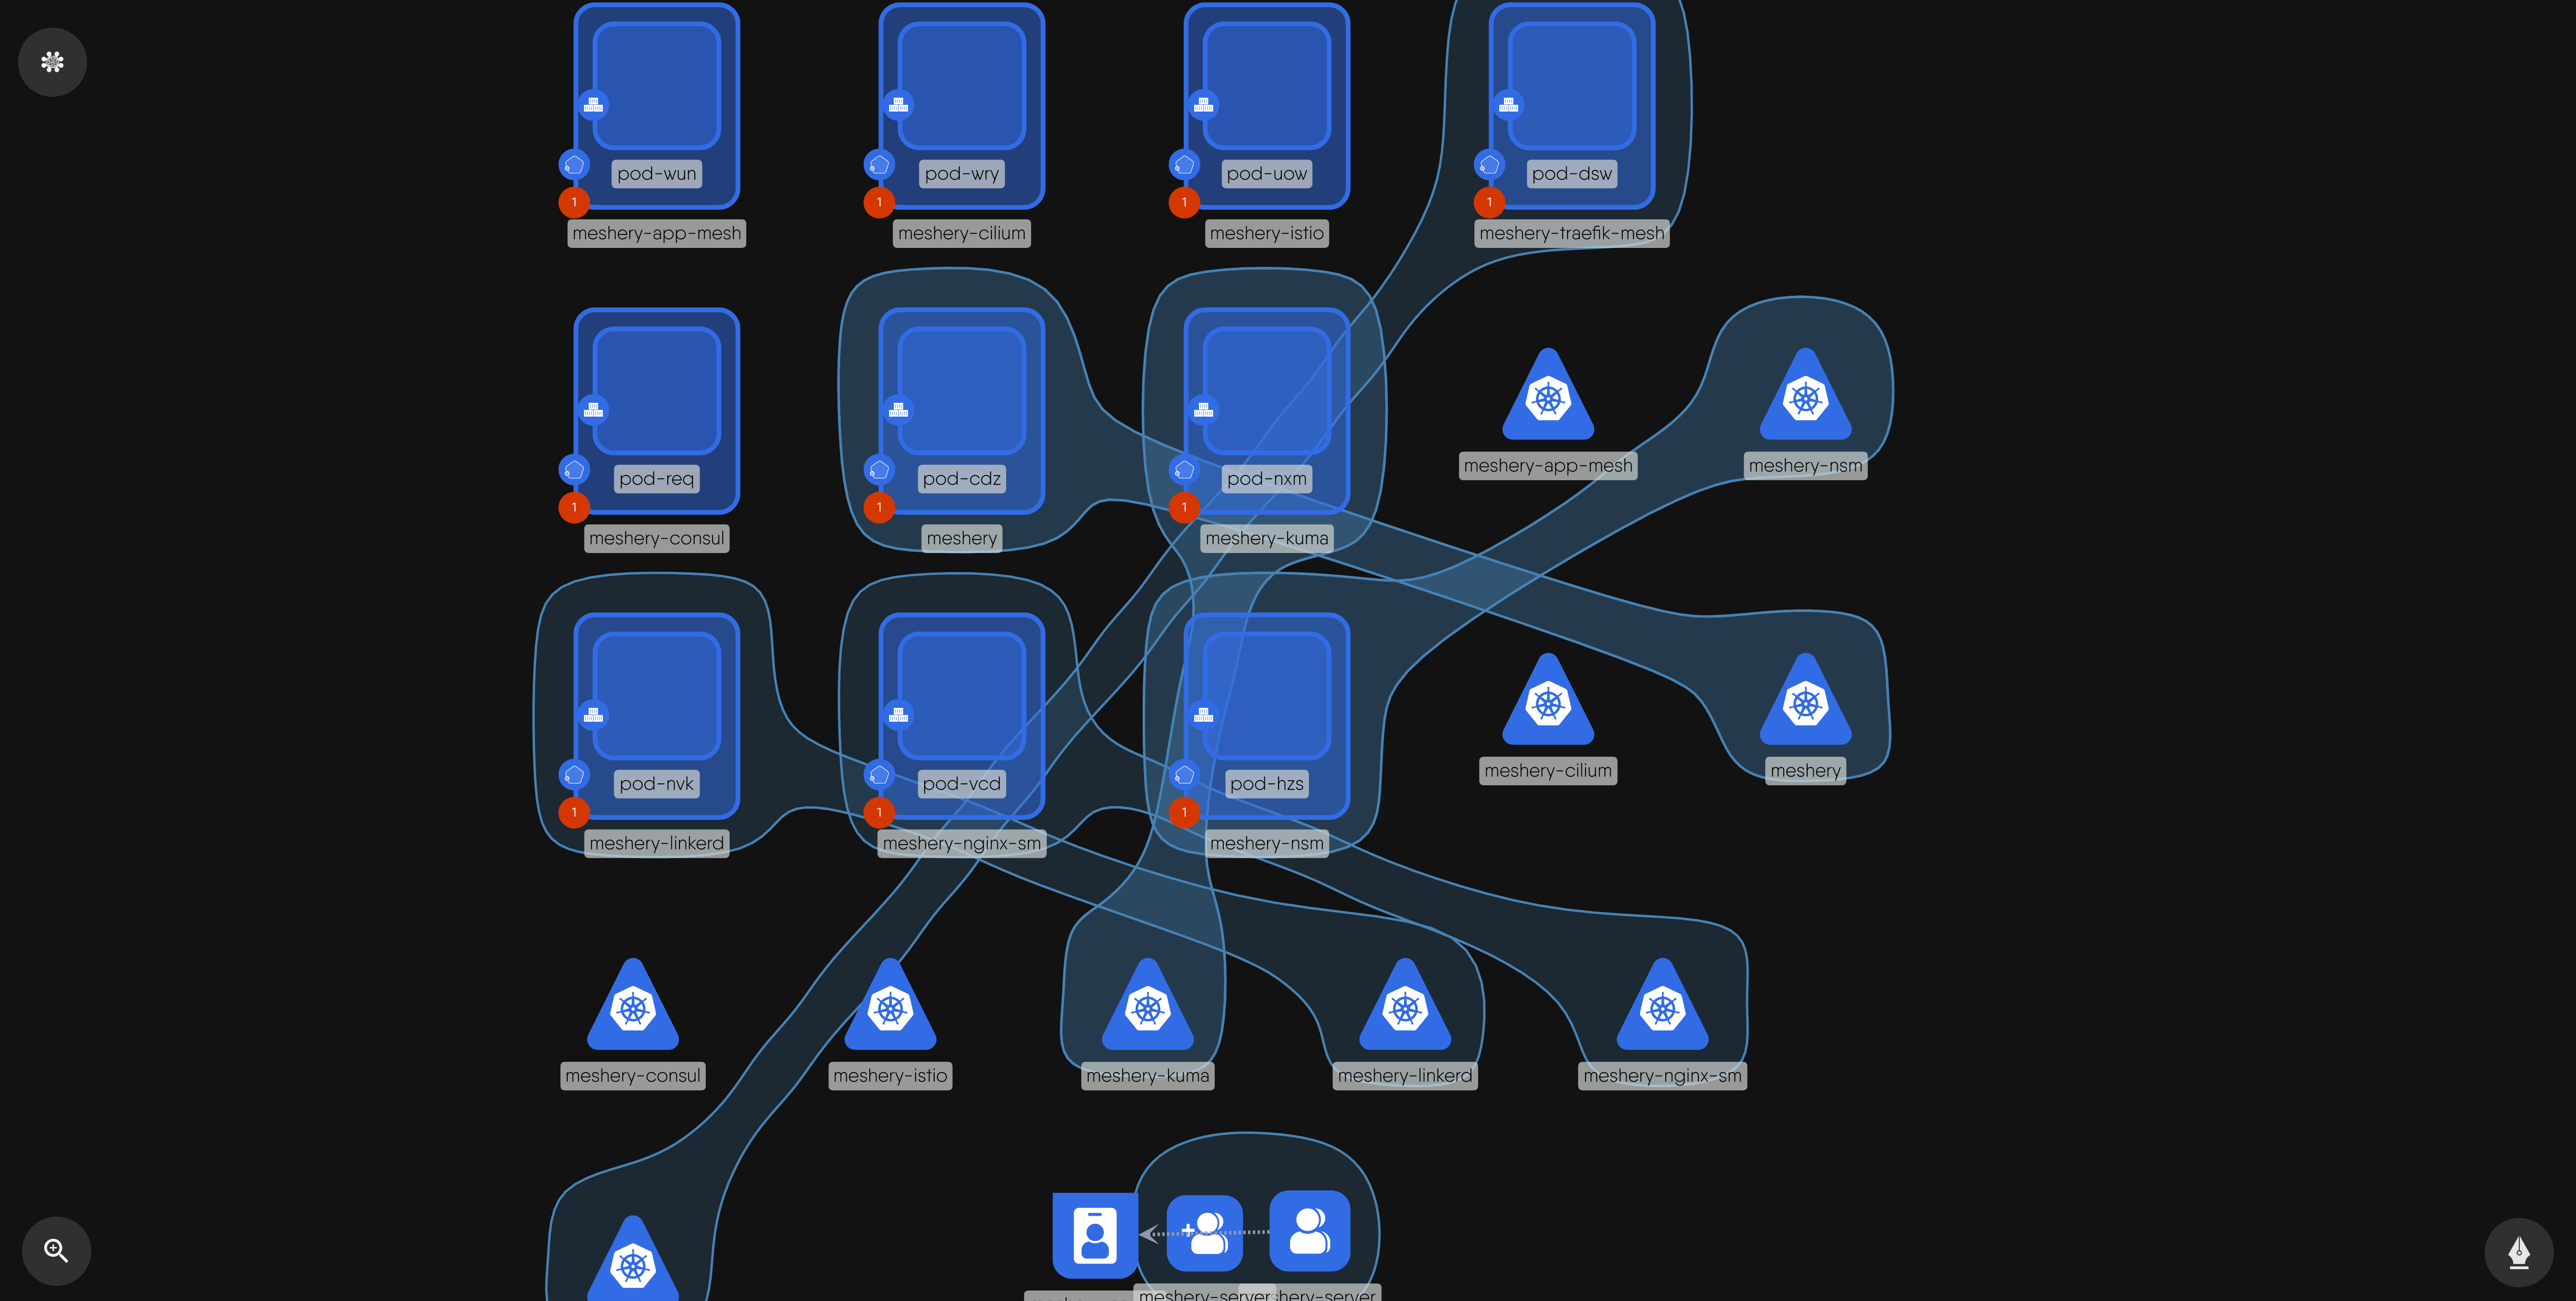 pod-wun
pod-wry
pod-uow
pod-dsw
1
1
1
1
meshery-app-mesh
meshery-cilium
meshery-istio
meshery-traefik-mesh
pod-req
pod-cdz
pod-nxm
meshery-app-mesh
meshery-nsm
1
1
1
meshery-consul
meshery
meshery-kuma
pod-nvk
pod-vcd
pod-hzs
meshery-cilium
meshery
1
1
1
meshery-linkerd
meshery-nginx-sm
meshery-nsm
meshery-consul
meshery-istio
meshery-kuma
meshery-linkerd
meshery-nginx-sm
meshery-server
hery-server